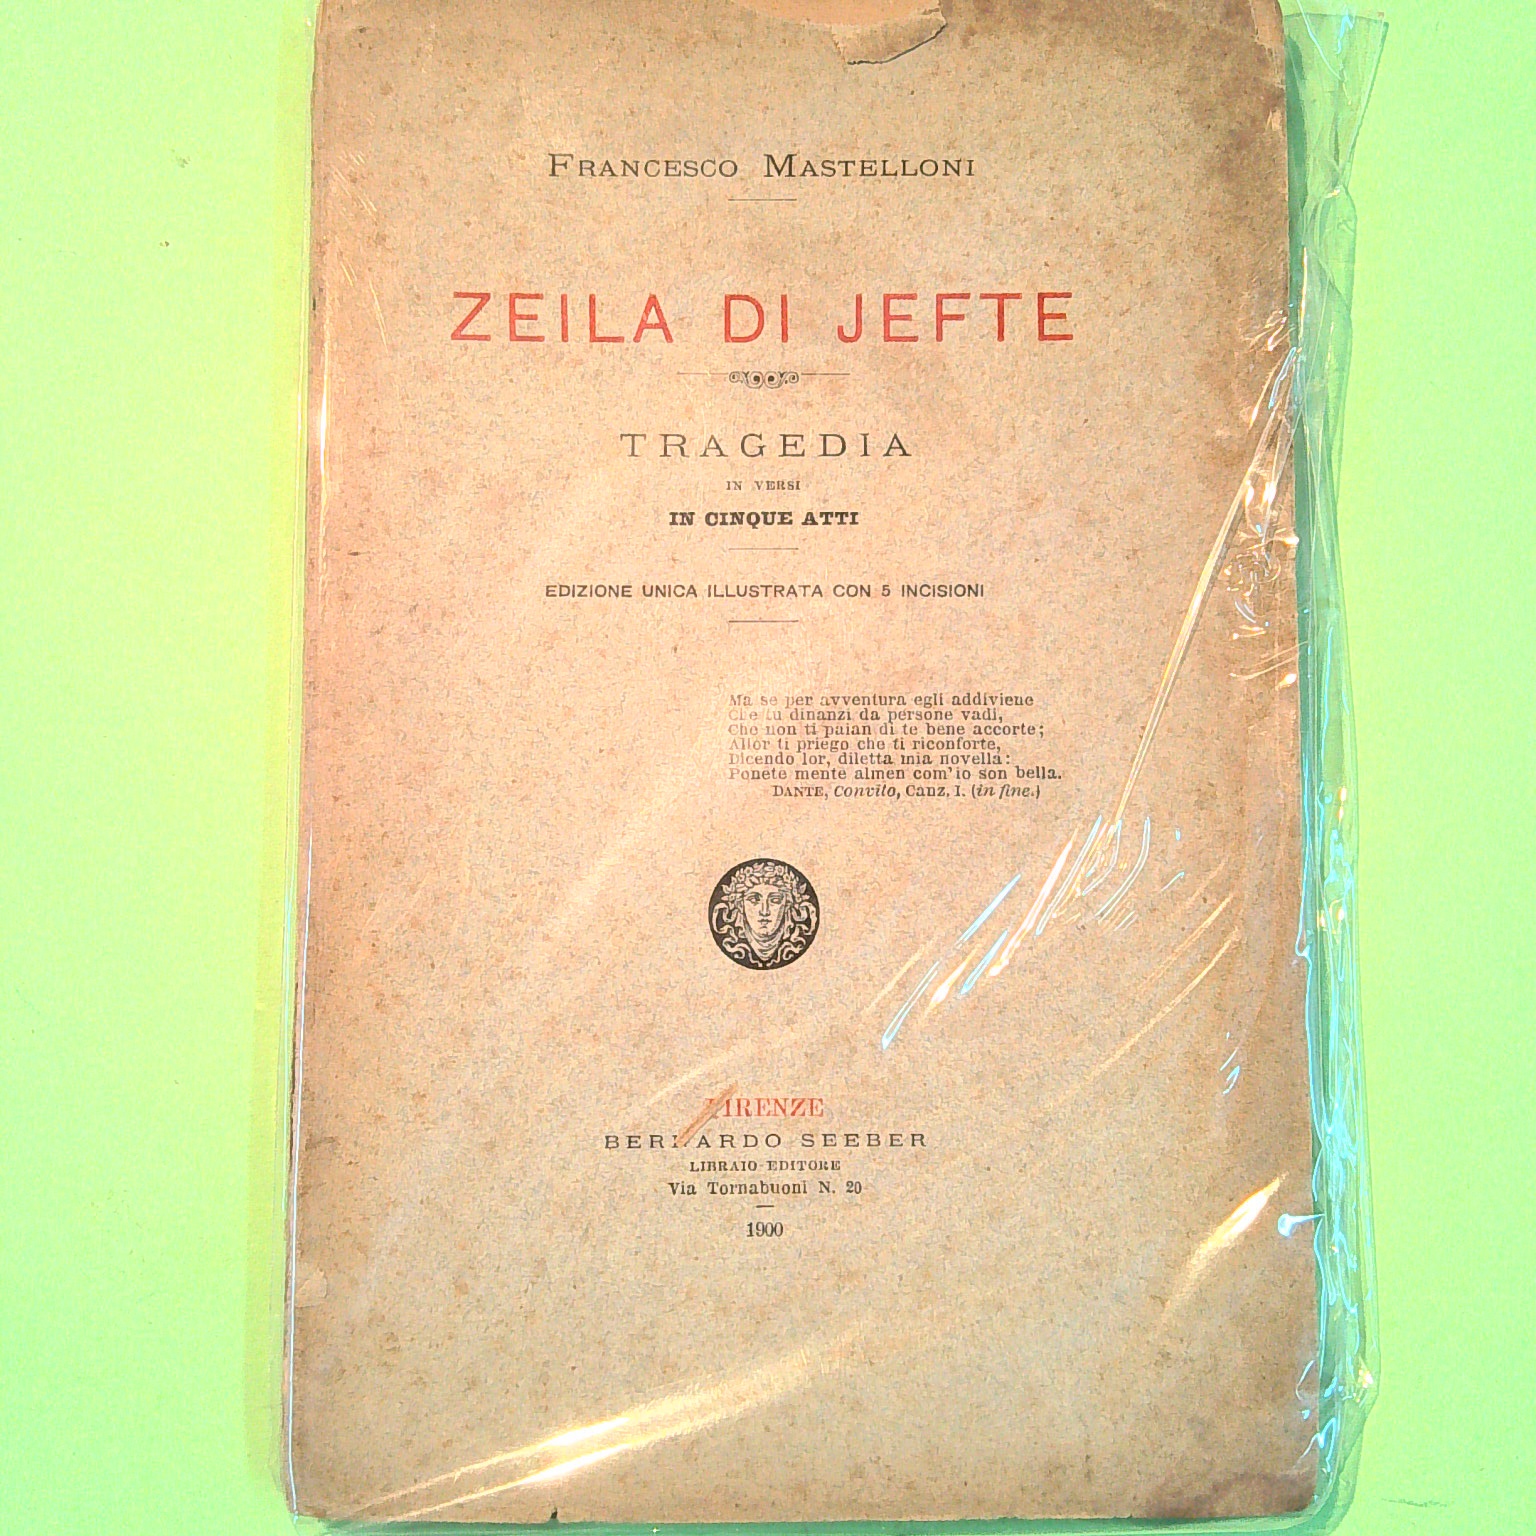 FRANCESCO MASTELLONI
ZEILA DI JEFTE
TRAGEDIA
IN VERSI
IN CINQUE ATTI
EDIZIONE UNICA ILLUSTRATA CON 5 INCISIONI
Ma se per avventura egli addiviene
Che tu dinanzi da persone vadi,
Che non ti paian di te bene accorte;
Allor ti priego che ti riconforte,
Dicendo lor, diletta mia novella:
Ponete mente almen com'io son bella.
DANTE, Convito, Canz. I. (in fine.)
FIRENZE
BERNARDO SEEBER
LIBRAIO-EDITORE
Via Tornabuoni N. 20
1900